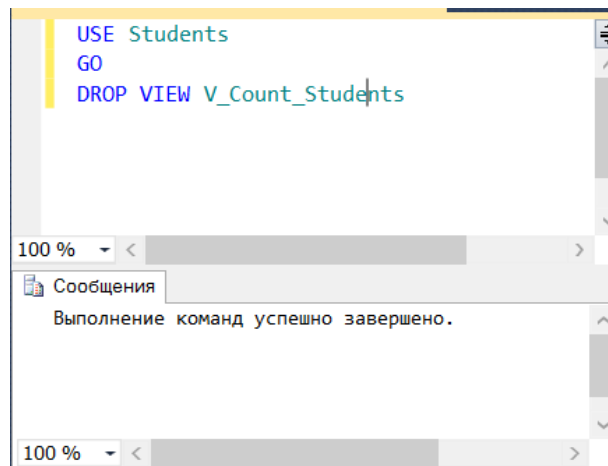 USE Students
GO
DROP VIEW V_Count_Students
100 %
Сообщения
Выполнение команд успешно завершено.
100 %